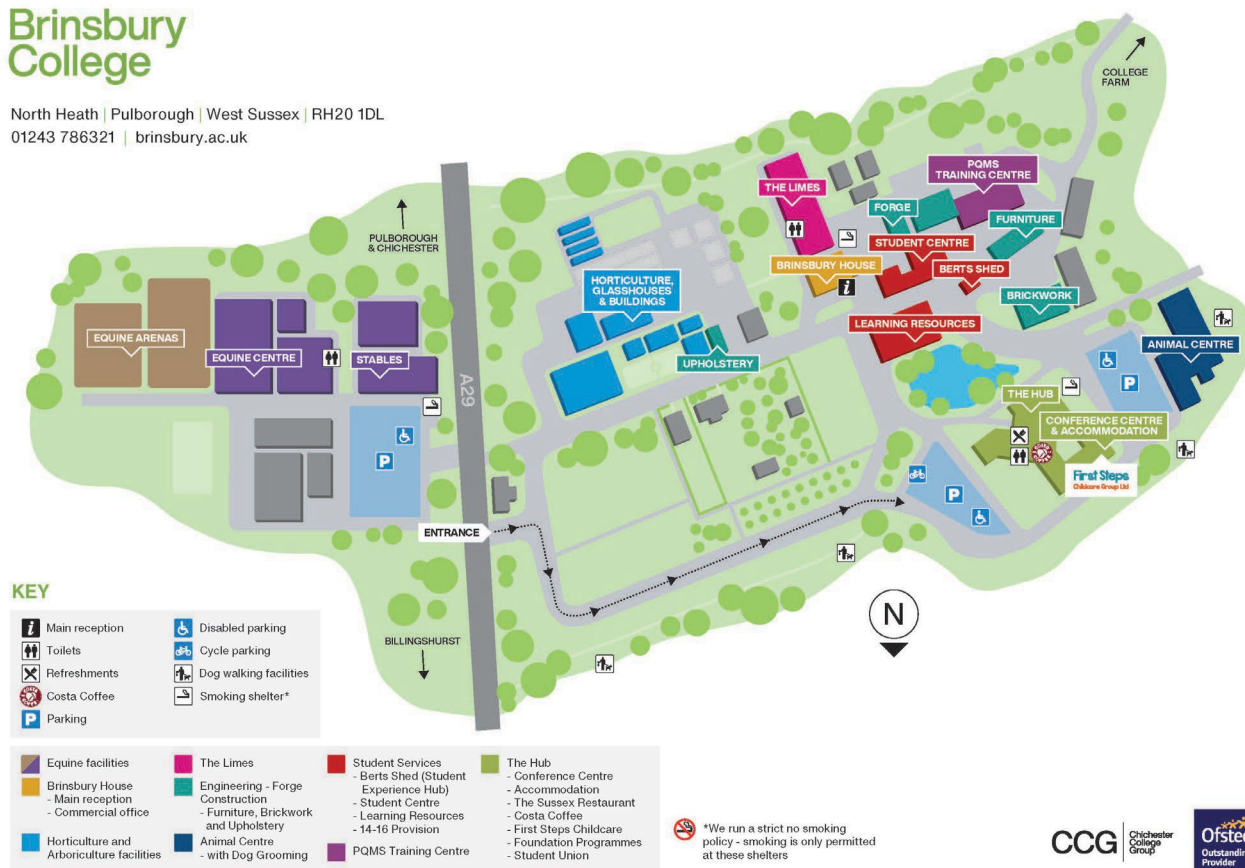 Brinsbury
College
North Heath | Pulborough | West Sussex | RH20 1DL
01243 786321 | brinsbury.ac.uk
COLLEGE
FARM
PULBOROUGH
& CHICHESTER
THE LIMES
PQMS
TRAINING CENTRE
FORGE
FURNITURE
STUDENT CENTRE
BRINSBURY HOUSE
i
BERTS SHED
BRICKWORK
HORTICULTURE,
GLASSHOUSES
& BUILDINGS
LEARNING RESOURCES
UPHOLSTERY
ANIMAL CENTRE
EQUINE ARENAS
EQUINE CENTRE
STABLES
A29
P
P
THE HUB
CONFERENCE CENTRE
& ACCOMMODATION
First Steps
Childcare Group Ltd
P
ENTRANCE
N
BILLINGSHURST
KEY
i Main reception
Toilets
Refreshments
Costa Coffee
P Parking
Disabled parking
Cycle parking
Dog walking facilities
Smoking shelter*
Equine facilities
Brinsbury House
- Main reception
- Commercial office
Horticulture and
Arboriculture facilities
The Limes
Engineering - Forge
Construction
- Furniture, Brickwork
and Upholstery
Animal Centre
- with Dog Grooming
Student Services
- Berts Shed (Student
Experience Hub)
- Student Centre
- Learning Resources
- 14-16 Provision
PQMS Training Centre
The Hub
- Conference Centre
- Accommodation
- The Sussex Restaurant
- Costa Coffee
- First Steps Childcare
- Foundation Programmes
- Student Union
*We run a strict no smoking
policy - smoking is only permitted
at these shelters
CCG
Chichester
College
Group
Ofsted
Outstanding
Provider